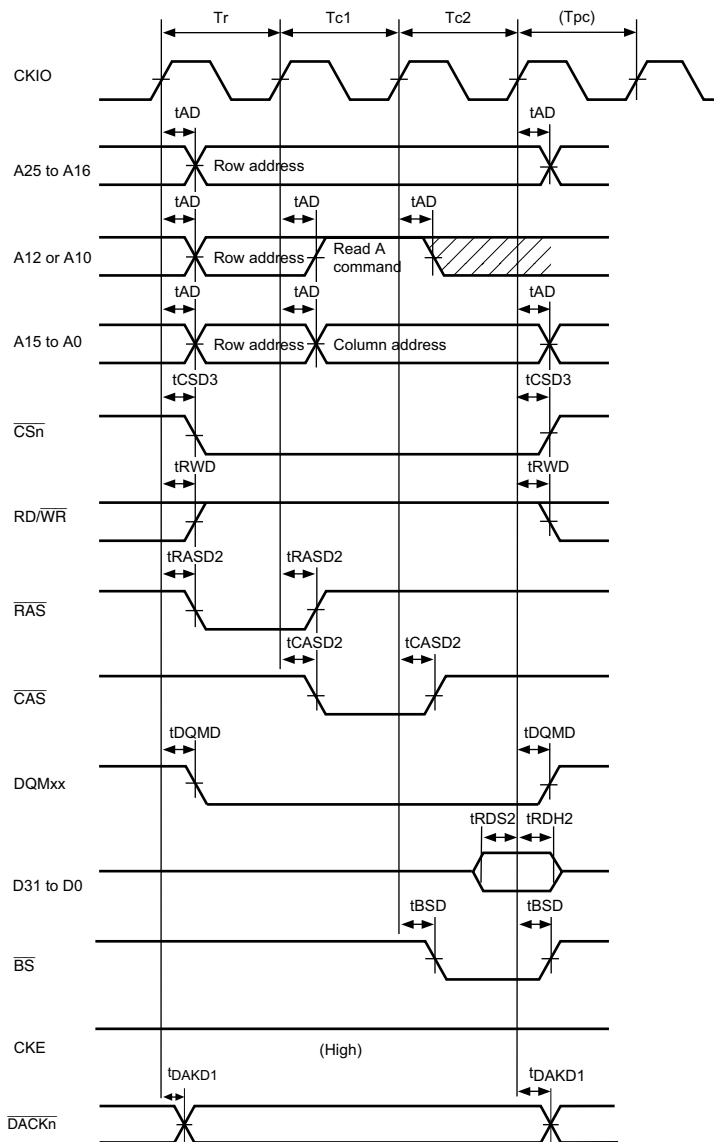 Tr Tc1 Tc2 (Tpc)
CKIO
tAD tAD
A25 to A16 Row address
tAD tAD tAD
A12 or A10 Row address Read A command
tAD tAD tAD
A15 to A0 Row address Column address
tCSD3 tCSD3
CSn
tRWD tRWD
RD/WR
tRASD2 tRASD2
RAS
tCASD2 tCASD2
CAS
tDQMD tDQMD
DQMxx
tRDS2 tRDH2
D31 to D0
tBSD tBSD
BS
CKE (High)
tDAKD1 tDAKD1
DACKn